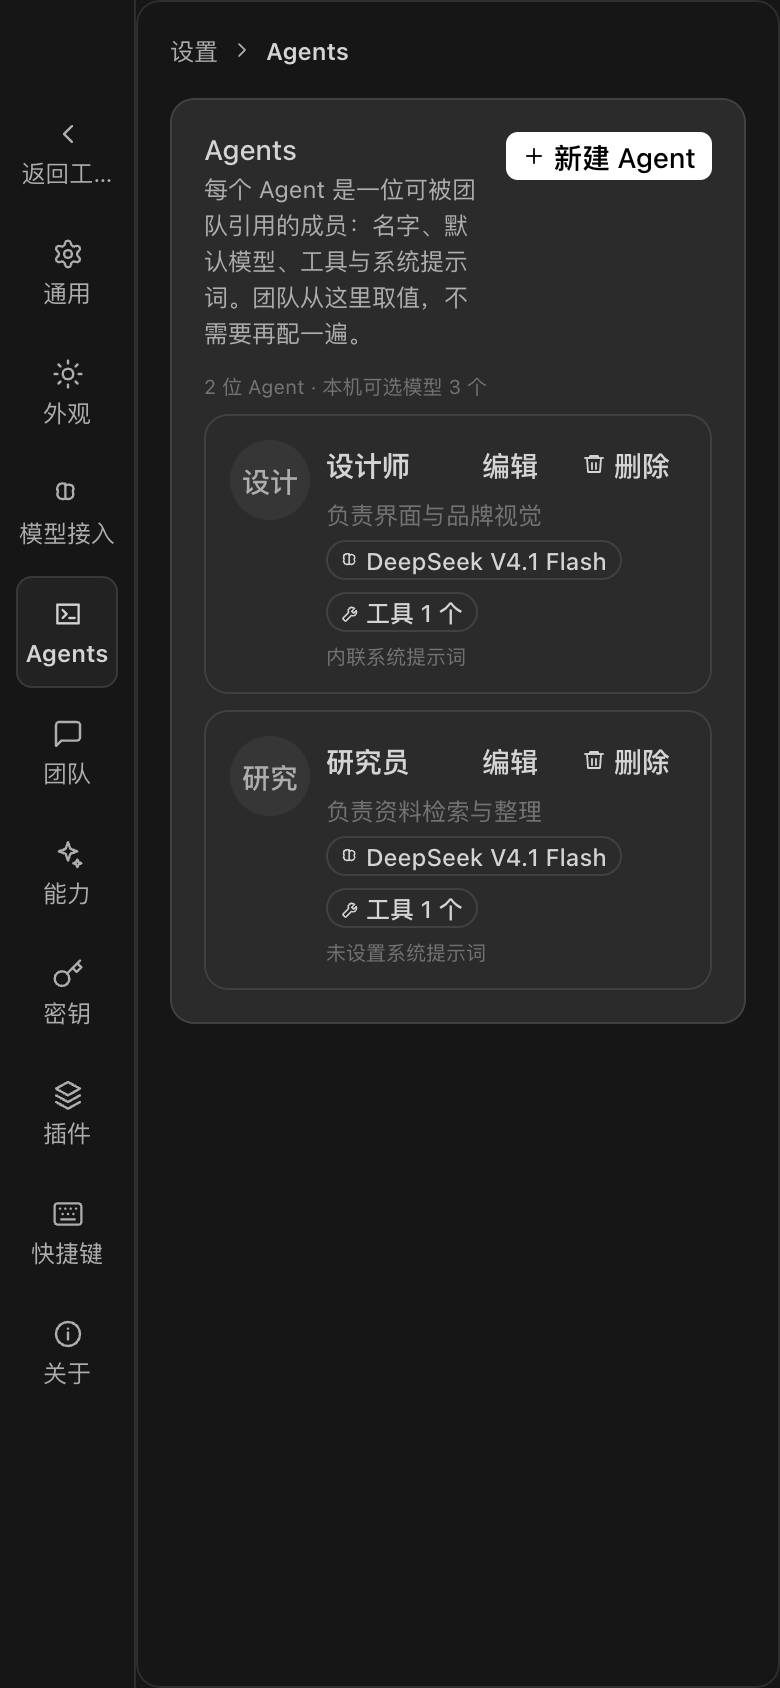 设置 > Agents
返回工...
通用
外观
模型接入
Agents
团队
能力
密钥
插件
快捷键
关于
Agents
+ 新建 Agent
每个 Agent 是一位可被团
队引用的成员：名字、默
认模型、工具与系统提示
词。团队从这里取值，不
需要再配一遍。
2 位 Agent · 本机可选模型 3 个
设计
设计师
编辑
删除
负责界面与品牌视觉
DeepSeek V4.1 Flash
工具 1 个
内联系统提示词
研究
研究员
编辑
删除
负责资料检索与整理
DeepSeek V4.1 Flash
工具 1 个
未设置系统提示词